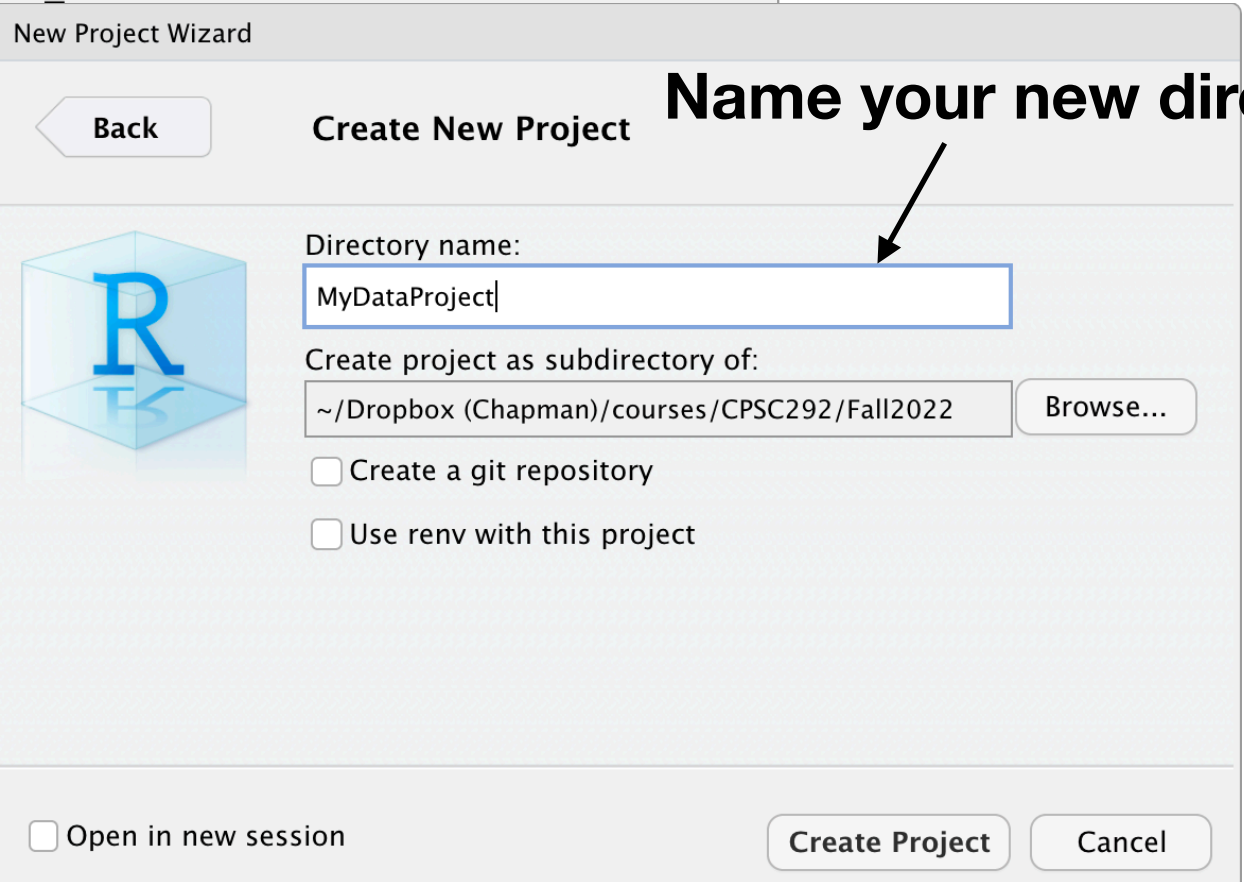 New Project Wizard
Name your new dir
Back
Create New Project
Directory name:
MyDataProject
R
Create project as subdirectory of:
~/Dropbox (Chapman)/courses/CPSC292/Fall2022
Browse...
Create a git repository
Use renv with this project
Open in new session
Create Project
Cancel